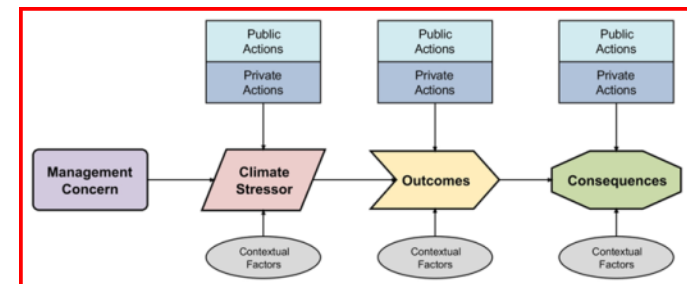 Public
Actions
Private
Actions
Public
Actions
Private
Actions
Public
Actions
Private
Actions
Management
Concern
Climate
Stressor
Outcomes
Consequences
Contextual
Factors
Contextual
Factors
Contextual
Factors